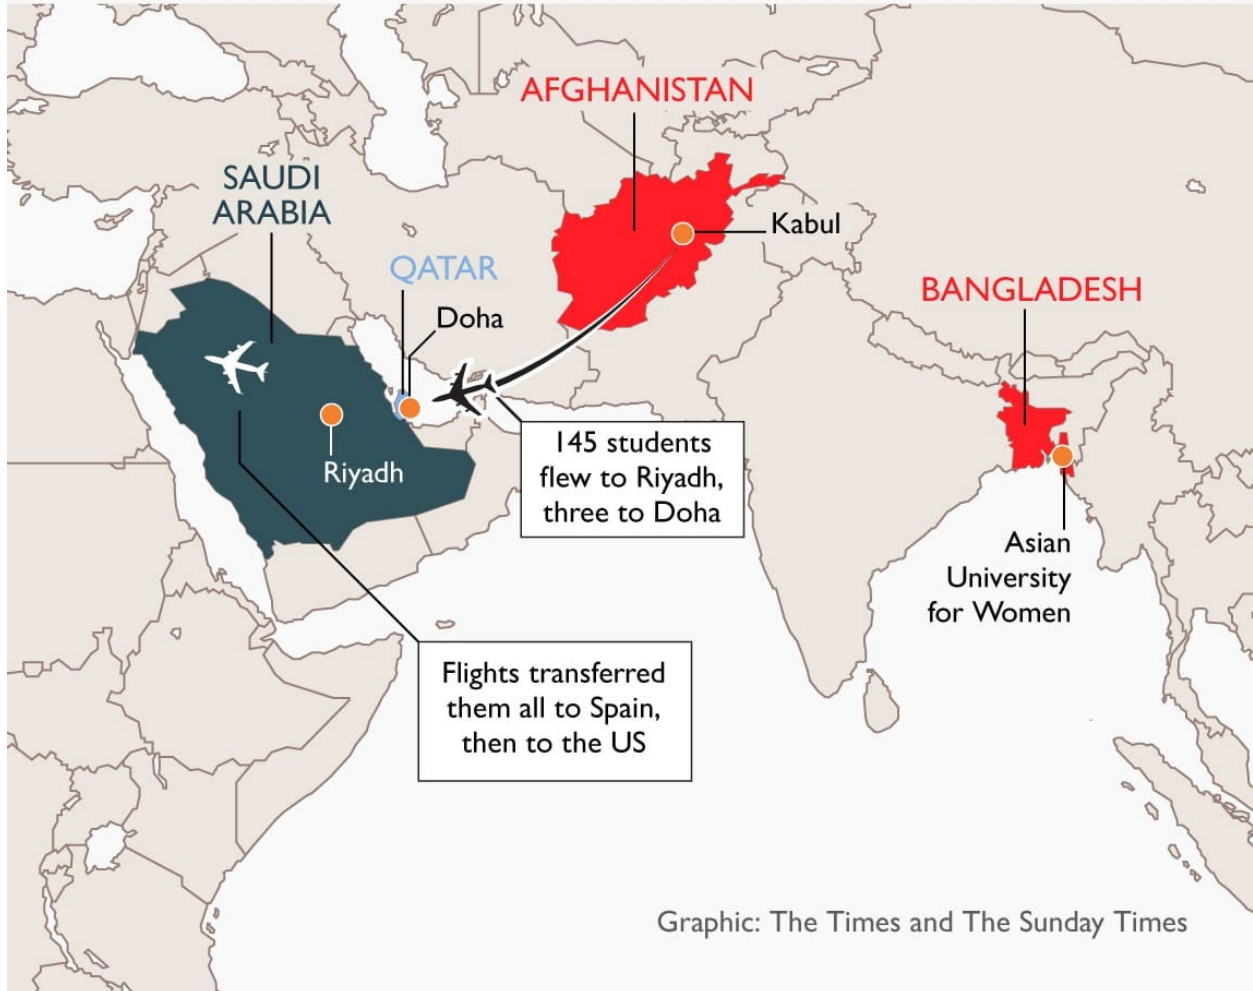 AFGHANISTAN
SAUDI
ARABIA
Kabul
QATAR
BANGLADESH
Doha
145 students
flew to Riyadh,
three to Doha
Riyadh
Asian
University
for Women
Flights transferred
them all to Spain,
then to the US
Graphic: The Times and The Sunday Times